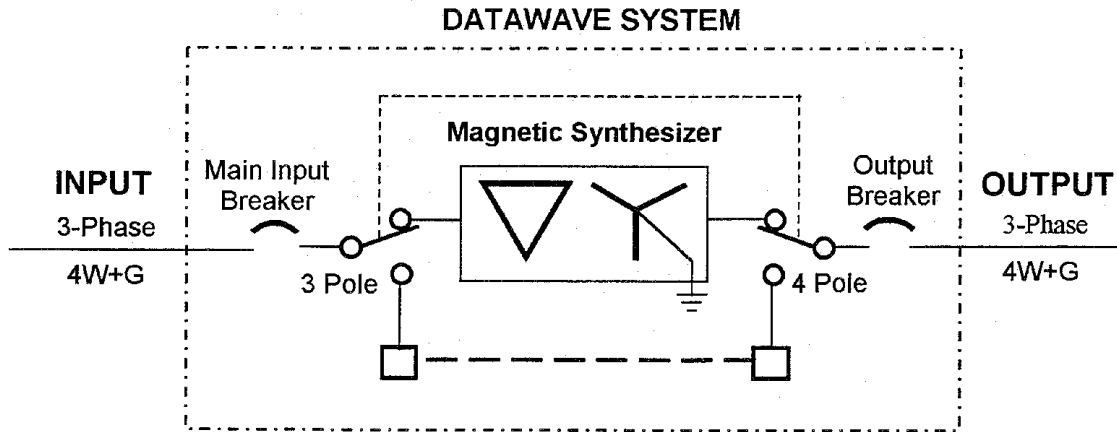 DATAWAVE SYSTEM
Magnetic Synthesizer
INPUT
3-Phase
4W+G
Main Input
Breaker
3 Pole
4 Pole
Output
Breaker
OUTPUT
3-Phase
4W+G